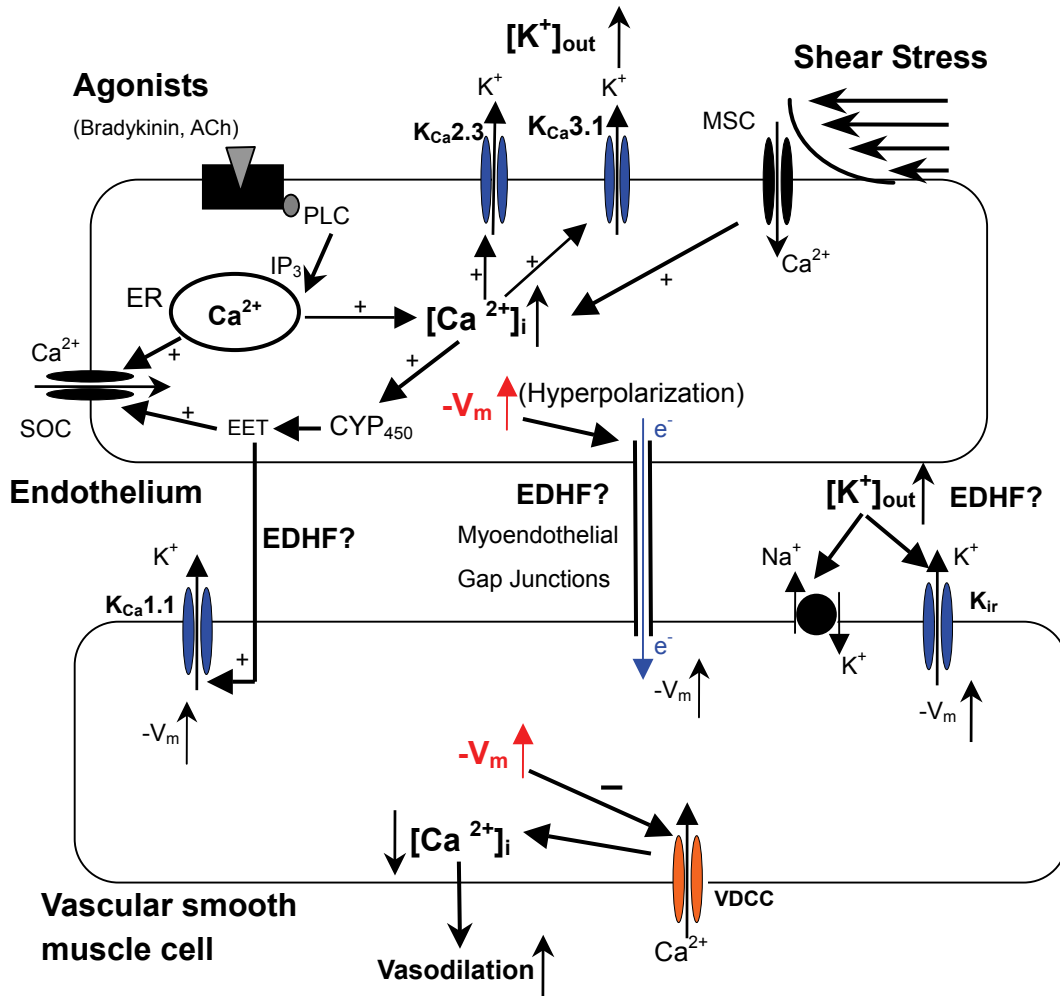 [K⁺]out
Shear Stress
Agonists
(Bradykinin, ACh)
K⁺
K⁺
KCa2.3
KCa3.1
MSC
PLC
IP₃
Ca²⁺
ER
Ca²⁺
+
[Ca ²⁺]i
+
+
+
Ca²⁺
+
+
SOC
+
EET
CYP₄₅₀
-Vm
(Hyperpolarization)
e⁻
Endothelium
EDHF?
EDHF?
Myoendothelial
Gap Junctions
[K⁺]out
EDHF?
K⁺
KCa1.1
+
Na⁺
K⁺
K⁺
Kir
e⁻
-Vm
-Vm
-Vm
-Vm
–
[Ca ²⁺]i
VDCC
Ca²⁺
Vascular smooth
muscle cell
Vasodilation